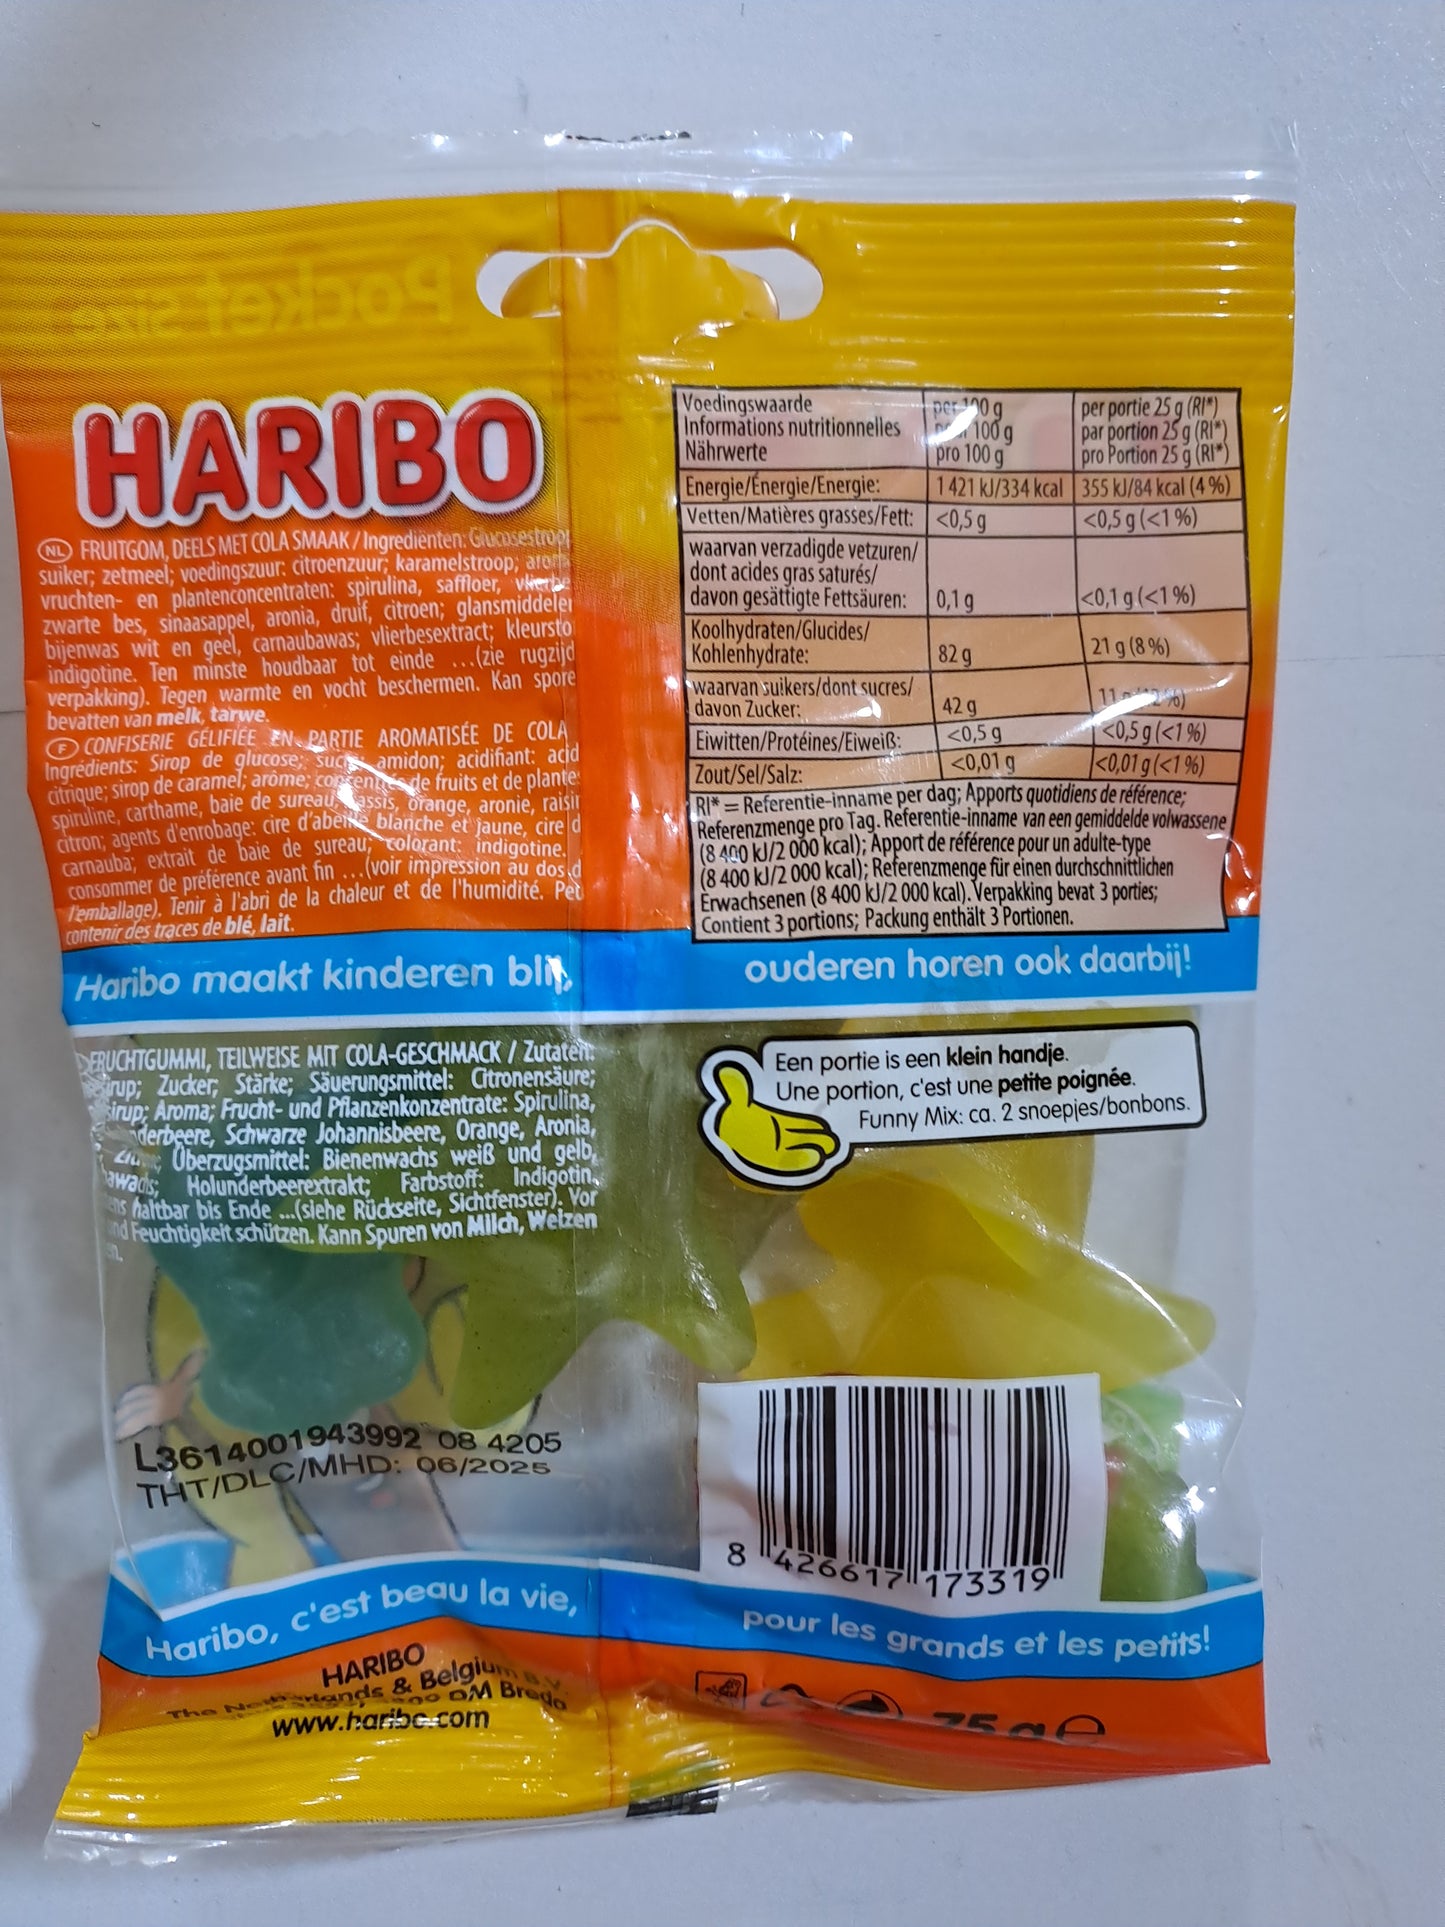 Pocket size
HARIBO
NL FRUITGOM, DEELS MET COLA SMAAK / Ingrediënten: Glucosestroop
suiker; zetmeel; voedingszuur: citroenzuur; karamelstroop;
vruchten- en plantenconcentraten: spirulina, saffloer,
zwarte bes, sinaasappel, aronia, druif, citroen; glansmiddelen
bijenwas wit en geel, carnaubawas; vlierbesextract; kleursto
indigotine. Ten minste houdbaar tot einde ...(zie rugzijd
verpakking). Tegen warmte en vocht beschermen. Kan spore
bevatten van melk, tarwe.
F CONFISERIE GÉLIFIÉE EN PARTIE AROMATISÉE DE COLA
Ingrédients: Sirop de glucose; amidon; acidifiant: acid
citrique; sirop de caramel; arôme; de fruits et de plante
spiruline, carthame, baie de sureau, cassis, orange, aronie, raisin
citron; agents d'enrobage: cire d'abeille blanche et jaune, cire d
carnauba; extrait de baie de sureau; colorant: indigotine.
consommer de préférence avant fin ...(voir impression au dos d
l'emballage). Tenir à l'abri de la chaleur et de l'humidité. Peu
contenir des traces de blé, lait.
Voedingswaarde per 100 g per portie 25 g (RI*)
Informations nutritionnelles 100 g par portion 25 g (RI*)
Nährwerte pro 100 g pro Portion 25 g (RI*)
Energie/Énergie/Energie: 1 421 kJ/334 kcal 355 kJ/84 kcal (4 %)
Vetten/Matières grasses/Fett: <0,5 g <0,5 g (<1 %)
waarvan verzadigde vetzuren/
dont acides gras saturés/
davon gesättigte Fettsäuren: 0,1 g <0,1 g (<1 %)
Koolhydraten/Glucides/
Kohlenhydrate: 82 g 21 g (8 %)
waarvan suikers/dont sucres/
davon Zucker: 42 g 11
Eiwitten/Protéines/Eiweiß: <0,5 g <0,5 g (<1 %)
Zout/Sel/Salz: <0,01 g <0,01 g (<1 %)
RI* = Referentie-inname per dag; Apports quotidiens de référence;
Referenzmenge pro Tag. Referentie-inname van een gemiddelde volwassene
(8 400 kJ/2 000 kcal); Apport de référence pour un adulte-type
(8 400 kJ/2 000 kcal); Referenzmenge für einen durchschnittlichen
Erwachsenen (8 400 kJ/2 000 kcal). Verpakking bevat 3 porties;
Contient 3 portions; Packung enthält 3 Portionen.
Haribo maakt kinderen blij, ouderen horen ook daarbij!
FRUCHTGUMMI, TEILWEISE MIT COLA-GESCHMACK / Zutaten:
sirup; Zucker; Stärke; Säuerungsmittel: Citronensäure;
sirup; Aroma; Frucht- und Pflanzenkonzentrate: Spirulina,
derbeere, Schwarze Johannisbeere, Orange, Aronia,
Überzugsmittel: Bienenwachs weiß und gelb,
Holunderbeerextrakt; Farbstoff: Indigotin.
haltbar bis Ende ...(siehe Rückseite, Sichtfenster). Vor
Feuchtigkeit schützen. Kann Spuren von Milch, Weizen
en.
Een portie is een klein handje.
Une portion, c'est une petite poignée.
Funny Mix: ca. 2 snoepjes/bonbons.
L3614001943992 08 4205
THT/DLC/MHD: 06/2025
8 426617 173319
Haribo, c'est beau la vie, pour les grands et les petits!
HARIBO
The Netherlands & Belgium B.V.
DM Breda
www.haribo.com
75 g e